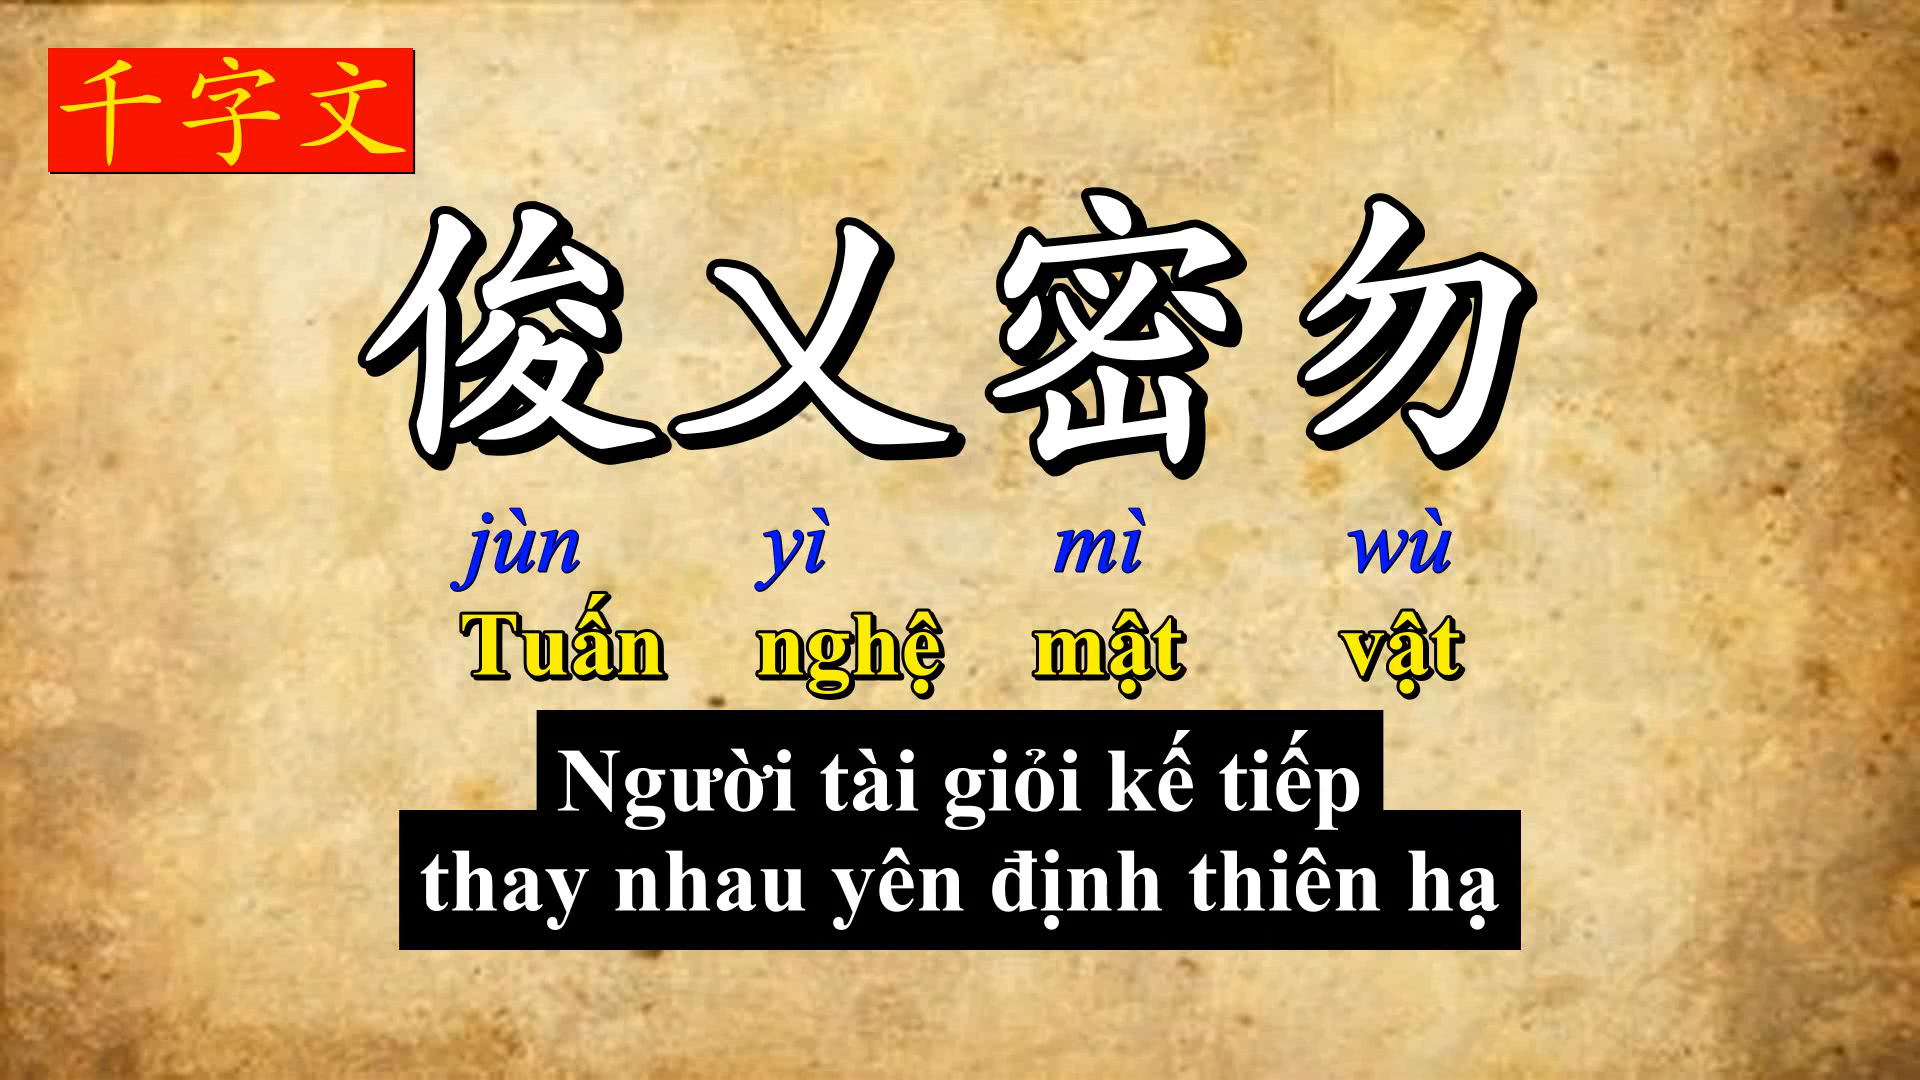 千字文
俊乂密勿
jùn yì mì wù
Tuấn nghệ mật vật
Người tài giỏi kế tiếp
thay nhau yên định thiên hạ